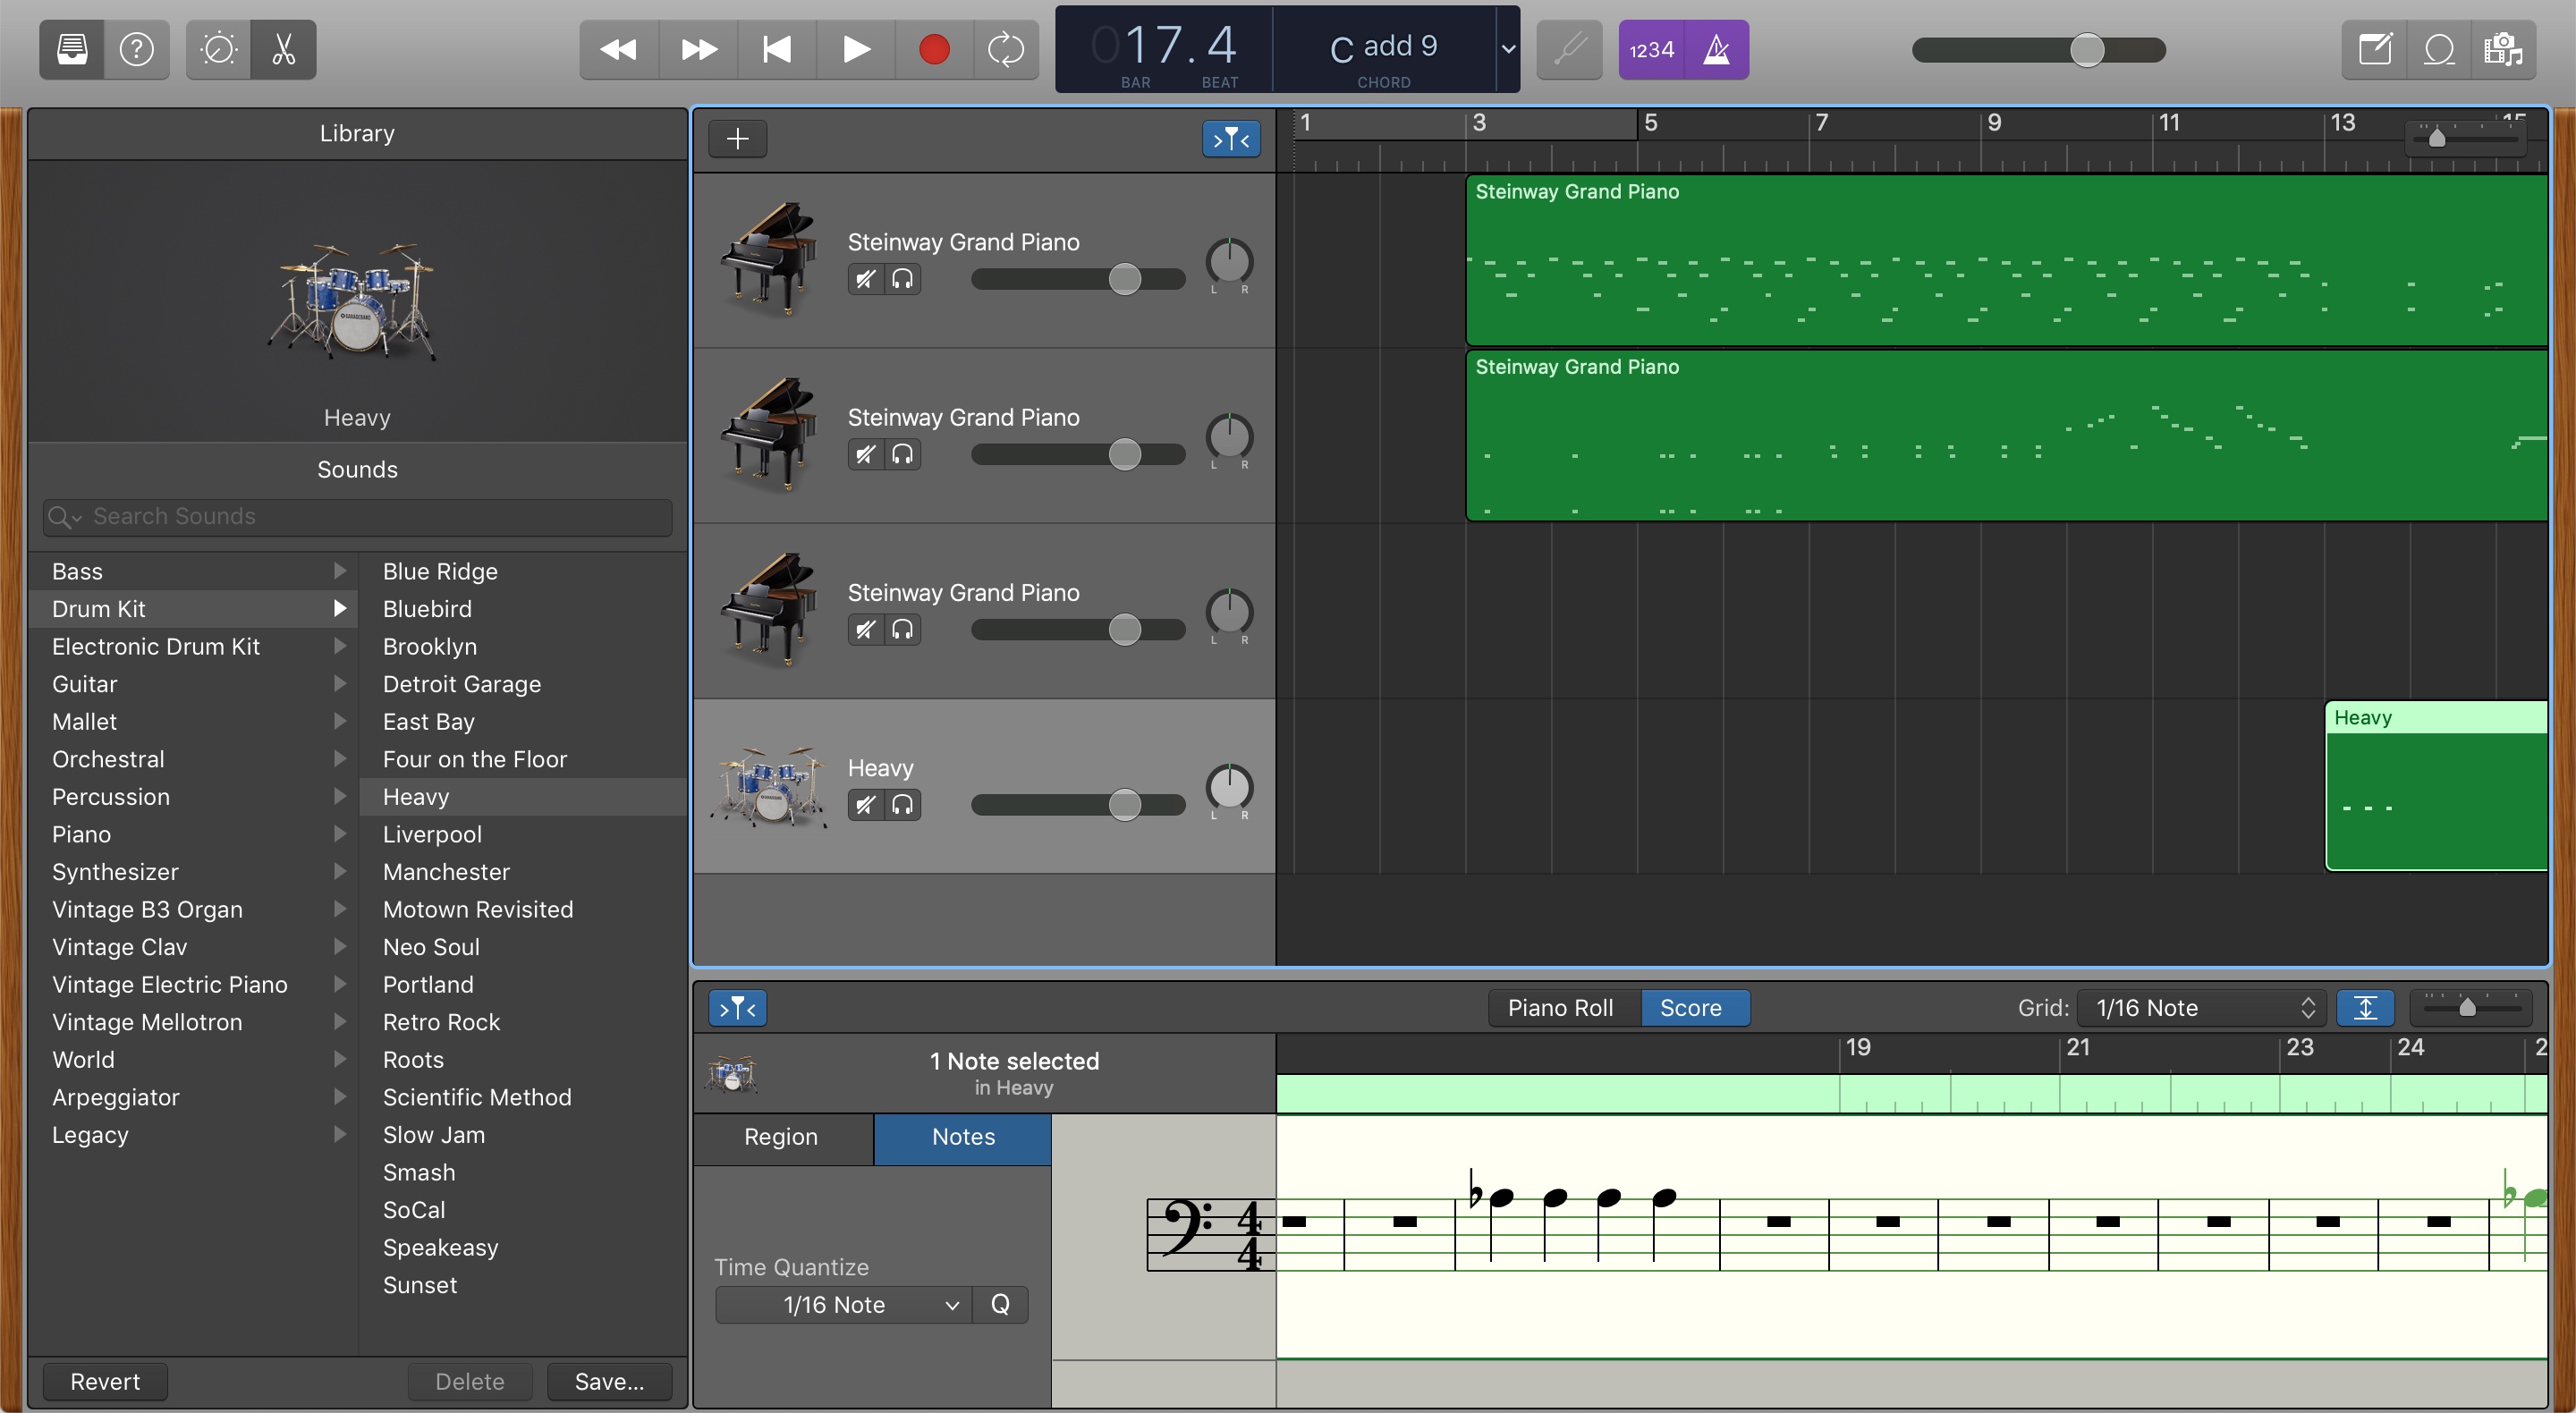 1234
017.4
BAR
BEAT
C add 9
CHORD
Library
Heavy
Sounds
Search Sounds
Bass
Drum Kit
Electronic Drum Kit
Guitar
Mallet
Orchestral
Percussion
Piano
Synthesizer
Vintage B3 Organ
Vintage Clav
Vintage Electric Piano
Vintage Mellotron
World
Arpeggiator
Legacy
Blue Ridge
Bluebird
Brooklyn
Detroit Garage
East Bay
Four on the Floor
Heavy
Liverpool
Manchester
Motown Revisited
Neo Soul
Portland
Retro Rock
Roots
Scientific Method
Slow Jam
Smash
SoCal
Speakeasy
Sunset
Revert
Delete
Save...
1 3 5 7 9 11 13 15
Steinway Grand Piano
L R
Steinway Grand Piano
Steinway Grand Piano
L R
Steinway Grand Piano
Steinway Grand Piano
L R
Heavy
L R
Heavy
Piano Roll
Score
Grid:
1/16 Note
1 Note selected
in Heavy
19 21 23 24 2
Region
Notes
Time Quantize
1/16 Note
Q
4
4